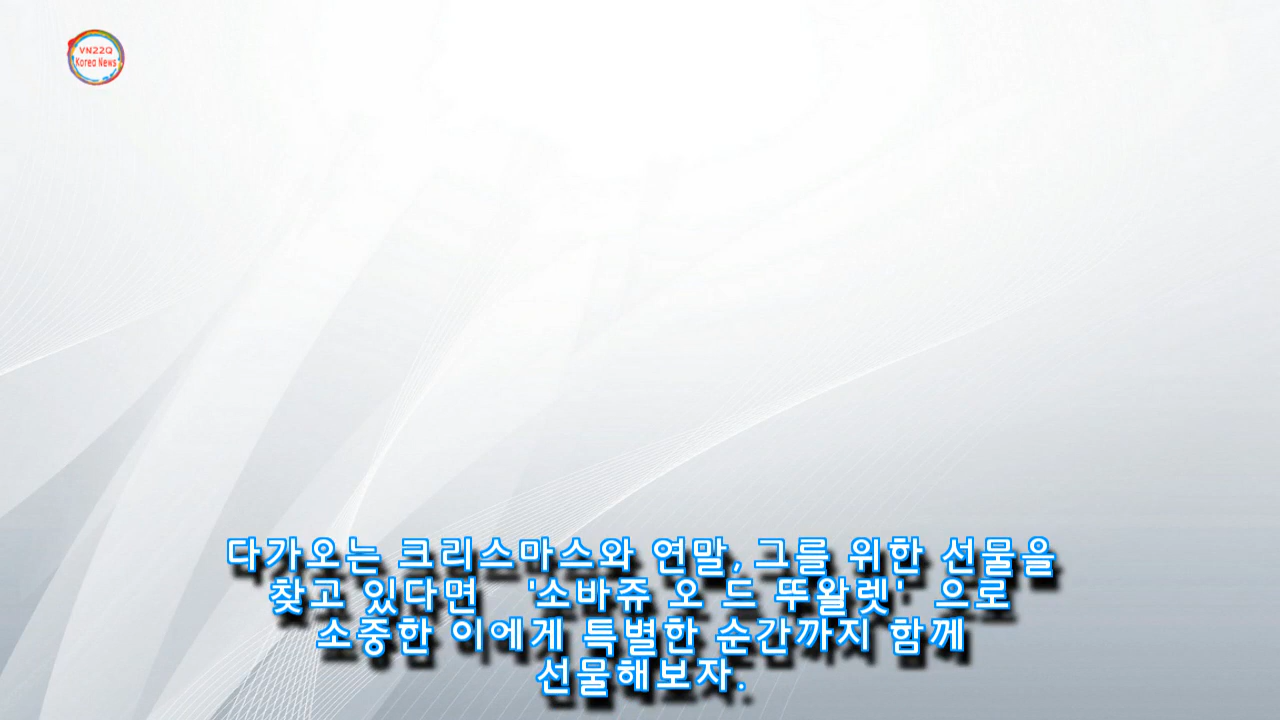 VN22Q
Korea News
다가오는 크리스마스와 연말, 그를 위한 선물을
찾고 있다면 '소바쥬 오 드 뚜왈렛' 으로
소중한 이에게 특별한 순간까지 함께
선물해보자.